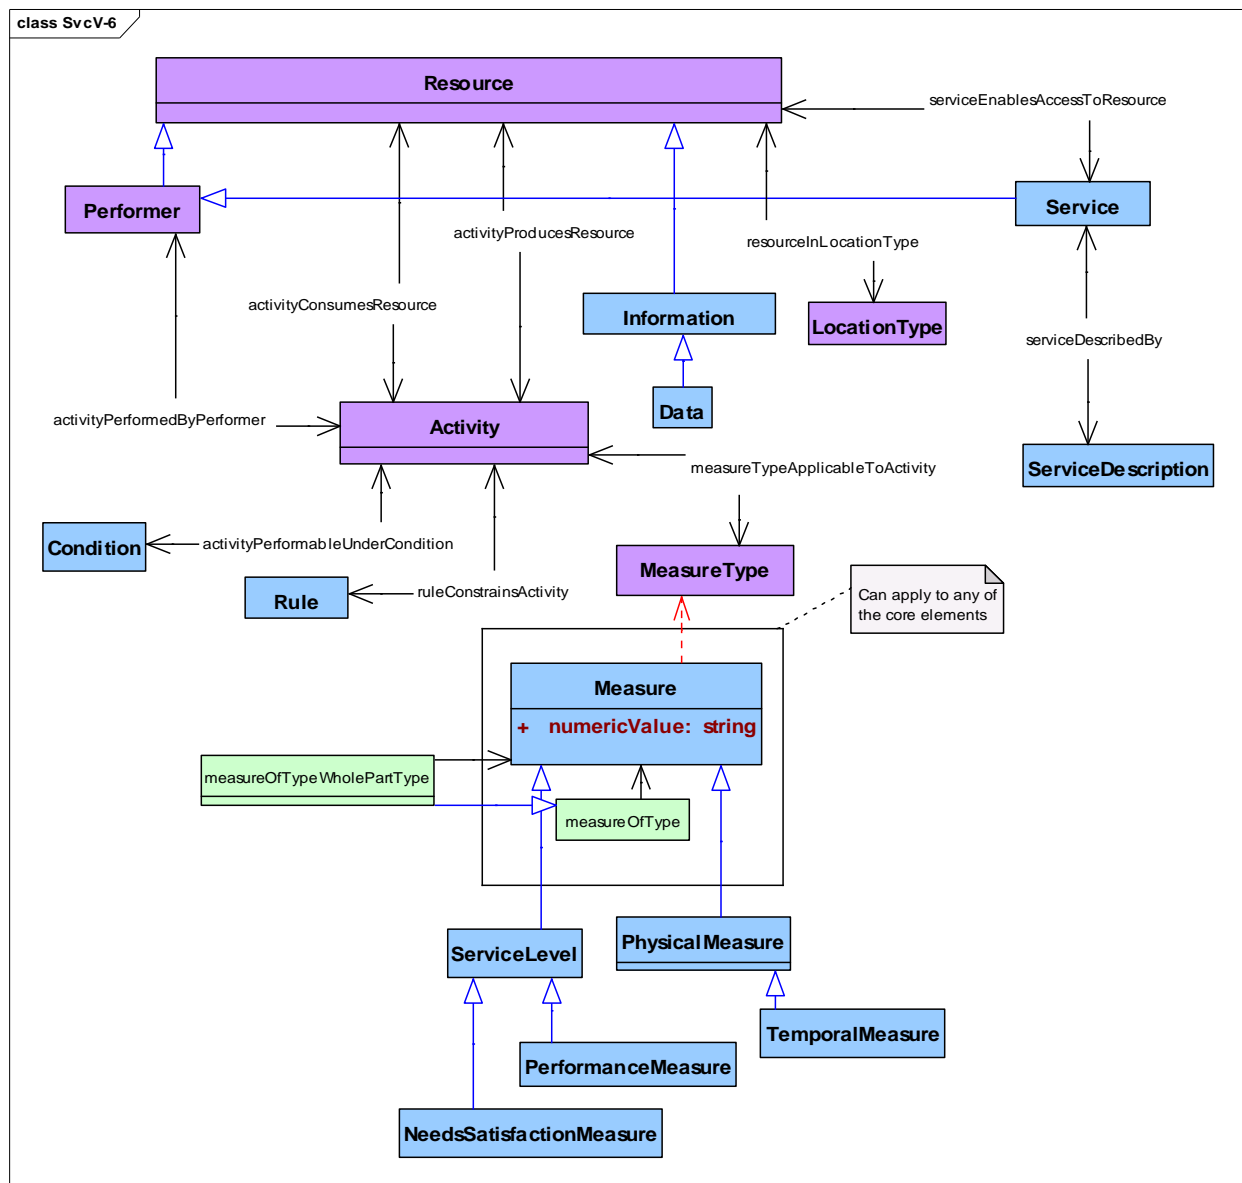 class SvcV-6
Resource
serviceEnablesAccessToResource
Performer
Service
activityProducesResource
resourceInLocationType
activityConsumesResource
Information
LocationType
serviceDescribedBy
Data
activityPerformedByPerformer
Activity
measureTypeApplicableToActivity
ServiceDescription
Condition
activityPerformableUnderCondition
MeasureType
Rule
ruleConstrainsActivity
Can apply to any of
the core elements
Measure
+ numericValue: string
measureOfTypeWholePartType
measureOfType
PhysicalMeasure
ServiceLevel
TemporalMeasure
PerformanceMeasure
NeedsSatisfactionMeasure